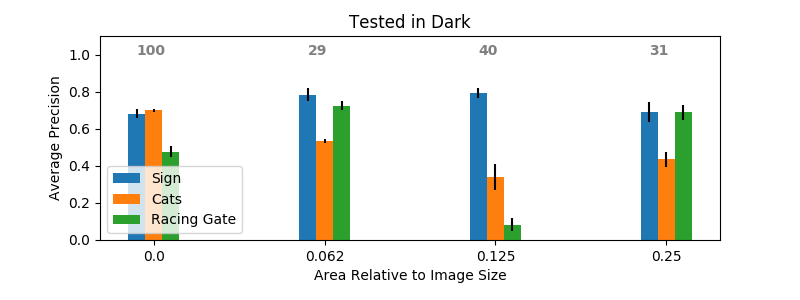 Tested in Dark
100 29 40 31
1.0
0.8
0.6
0.4
0.2
0.0
Average Precision
Sign
Cats
Racing Gate
0.0 0.062 0.125 0.25
Area Relative to Image Size